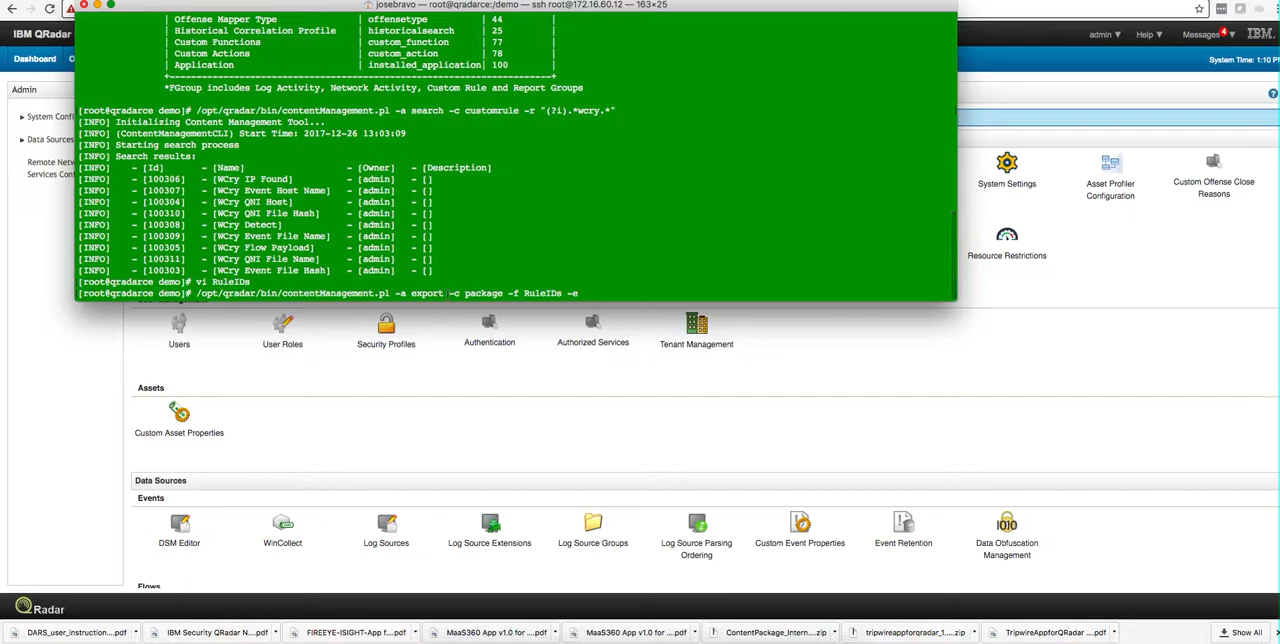 josebravo — root@qradarce:/demo — ssh root@172.16.60.12 — 163×25
Offense Mapper Type | offensetype | 44
Historical Correlation Profile | historicalsearch | 25
Custom Functions | custom_function | 77
Custom Actions | custom_action | 78
Application | installed_application| 100
*FGroup includes Log Activity, Network Activity, Custom Rule and Report Groups
[root@qradarce demo]# /opt/qradar/bin/contentManagement.pl -a search -c customrule -r "(?i).*wcry.*"
[INFO] Initializing Content Management Tool...
[INFO] (ContentManagementCLI) Start Time: 2017-12-26 13:03:09
[INFO] Starting search process
[INFO] Search results:
[INFO] - [Id] - [Name] - [Owner] - [Description]
[INFO] - [100306] - [WCry IP Found] - [admin] - []
[INFO] - [100307] - [WCry Event Host Name] - [admin] - []
[INFO] - [100304] - [WCry QNI Host] - [admin] - []
[INFO] - [100310] - [WCry QNI File Hash] - [admin] - []
[INFO] - [100308] - [WCry Detect] - [admin] - []
[INFO] - [100309] - [WCry Event File Name] - [admin] - []
[INFO] - [100305] - [WCry Flow Payload] - [admin] - []
[INFO] - [100311] - [WCry QNI File Name] - [admin] - []
[INFO] - [100303] - [WCry Event File Hash] - [admin] - []
[root@qradarce demo]# vi RuleIDs
[root@qradarce demo]# /opt/qradar/bin/contentManagement.pl -a export -c package -f RuleIDs -e
IBM QRadar
admin Help Messages 4 IBM
Dashboard O
System Time: 1:10 P
Admin
System Confi
Data Sources
Remote Net
Services Con
System Settings
Asset Profiler
Configuration
Custom Offense Close
Reasons
Resource Restrictions
Users User Roles Security Profiles Authentication Authorized Services Tenant Management
Assets
Custom Asset Properties
Data Sources
Events
DSM Editor WinCollect Log Sources Log Source Extensions Log Source Groups Log Source Parsing
Ordering Custom Event Properties Event Retention Data Obfuscation
Management
Flows
QRadar
DARS_user_instruction....pdf IBM Security QRadar N....pdf FIREEYE-ISIGHT-App f....pdf MaaS360 App v1.0 for ....pdf MaaS360 App v1.0 for ....pdf ContentPackage_Intern....zip tripwireappforqradar_1....zip TripwireAppforQRadar ....pdf Show All